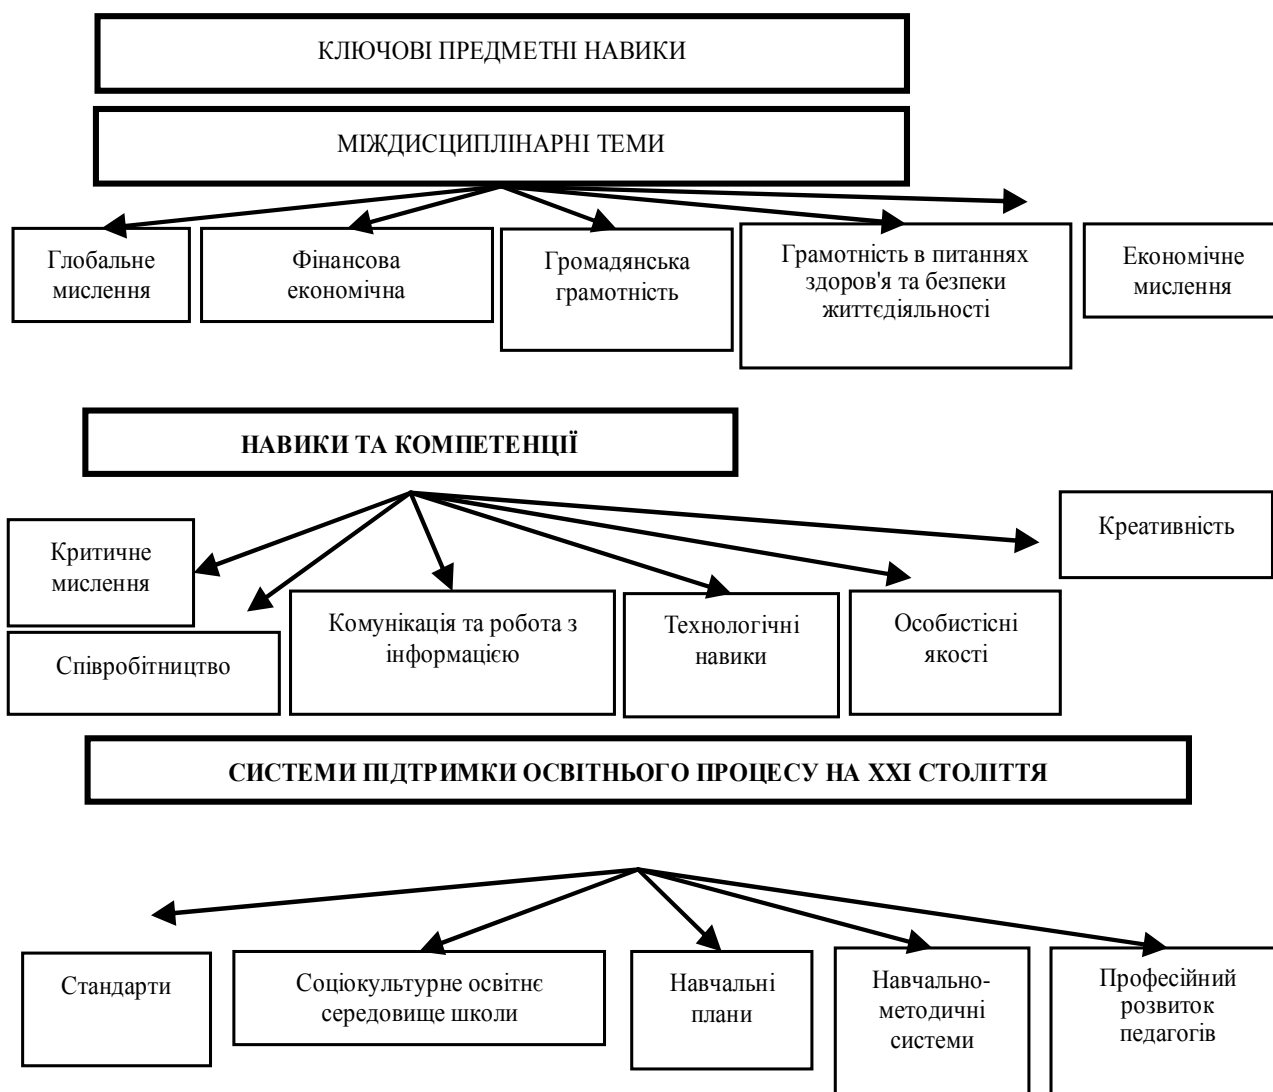 КЛЮЧОВІ ПРЕДМЕТНІ НАВИКИ
МІЖДИСЦИПЛІНАРНІ ТЕМИ
Глобальне
мислення
Фінансова
економічна
Громадянська
грамотність
Грамотність в питаннях
здоров'я та безпеки
життєдіяльності
Економічне
мислення
НАВИКИ ТА КОМПЕТЕНЦІЇ
Критичне
мислення
Співробітництво
Комунікація та робота з
інформацією
Технологічні
навики
Особистісні
якості
Креативність
СИСТЕМИ ПІДТРИМКИ ОСВІТНЬОГО ПРОЦЕСУ НА ХХІ СТОЛІТТЯ
Стандарти
Соціокультурне освітнє
середовище школи
Навчальні
плани
Навчально-
методичні
системи
Професійний
розвиток
педагогів